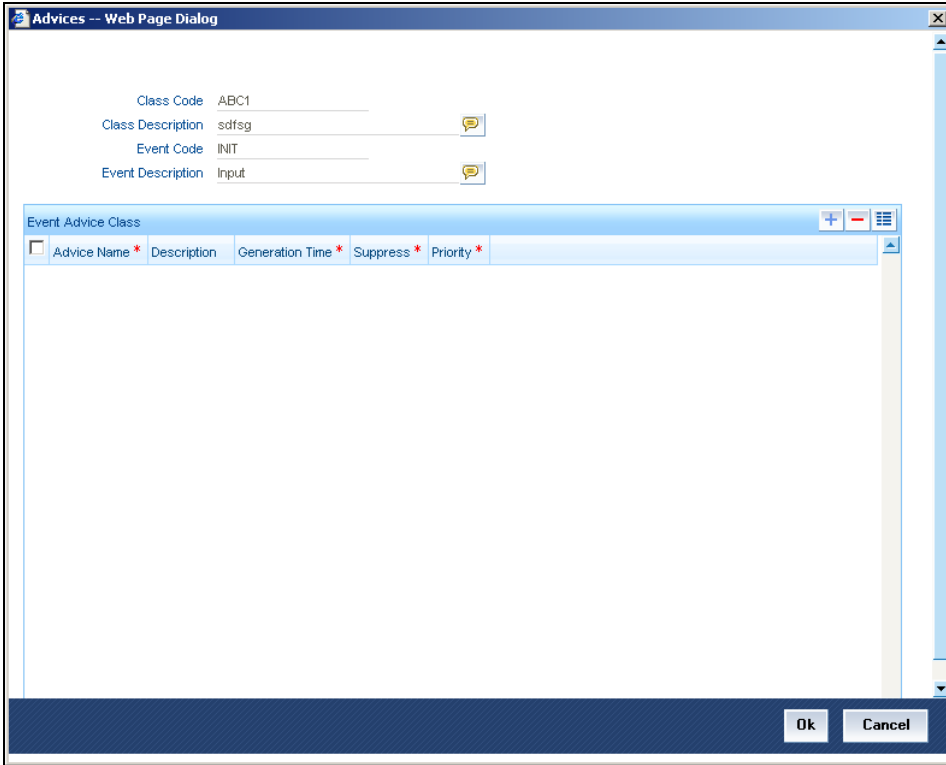 Advices -- Web Page Dialog
Class Code ABC1
Class Description sdfsg
Event Code INIT
Event Description Input
Event Advice Class
Advice Name * Description Generation Time * Suppress * Priority *
Ok Cancel